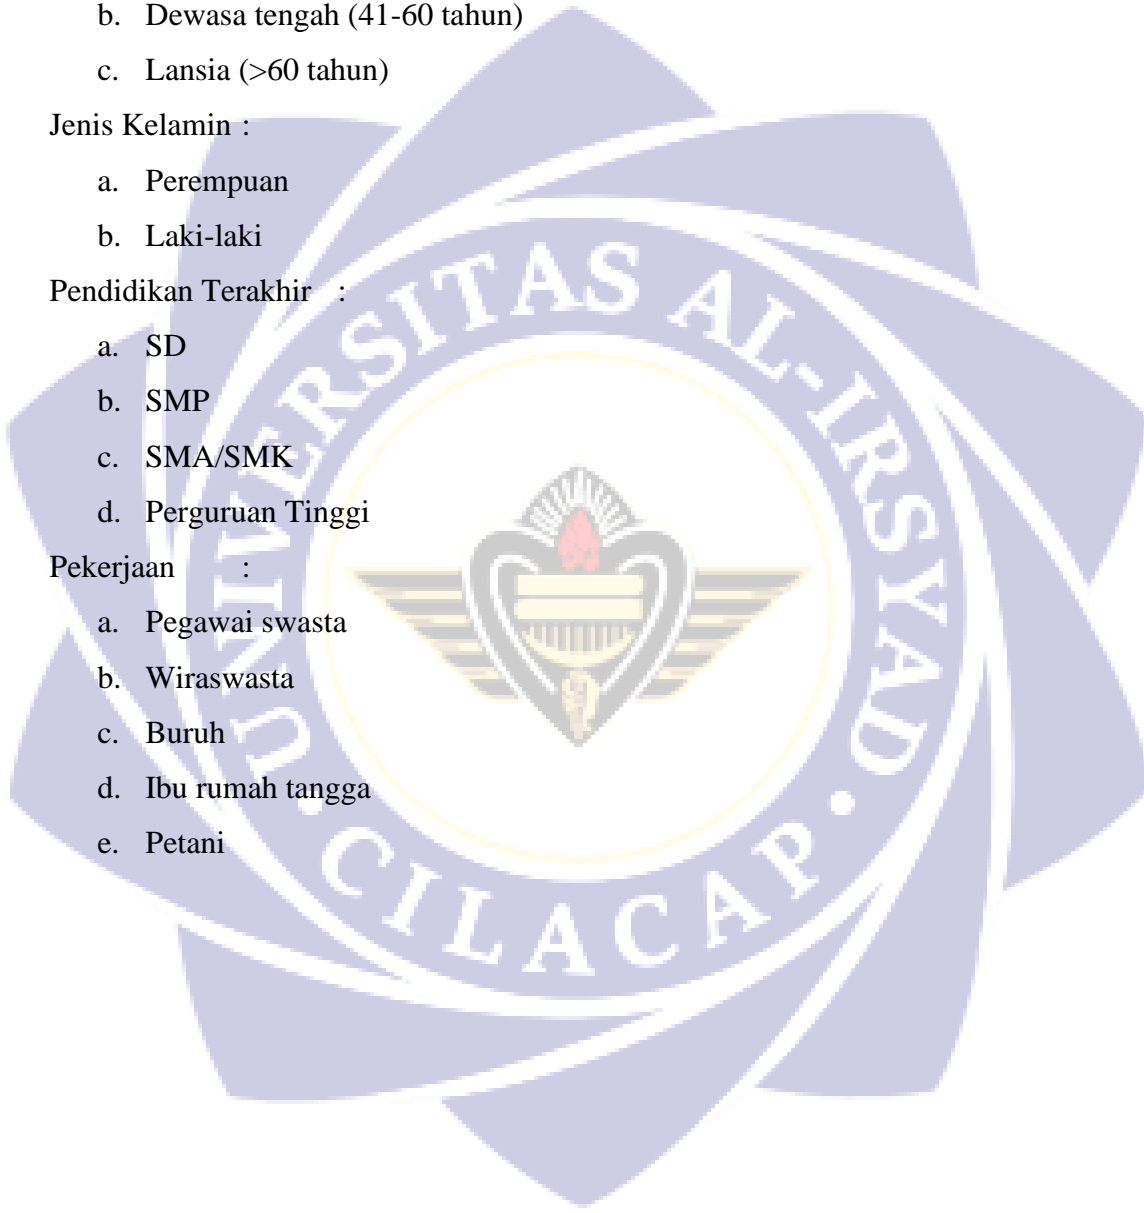 b. Dewasa tengah (41-60 tahun)
c. Lansia (>60 tahun)
Jenis Kelamin :
a. Perempuan
b. Laki-laki
Pendidikan Terakhir :
a. SD
b. SMP
c. SMA/SMK
d. Perguruan Tinggi
Pekerjaan :
a. Pegawai swasta
b. Wiraswasta
c. Buruh
d. Ibu rumah tangga
e. Petani
UNIVERSITAS AL-IRSYAD
CILACAP